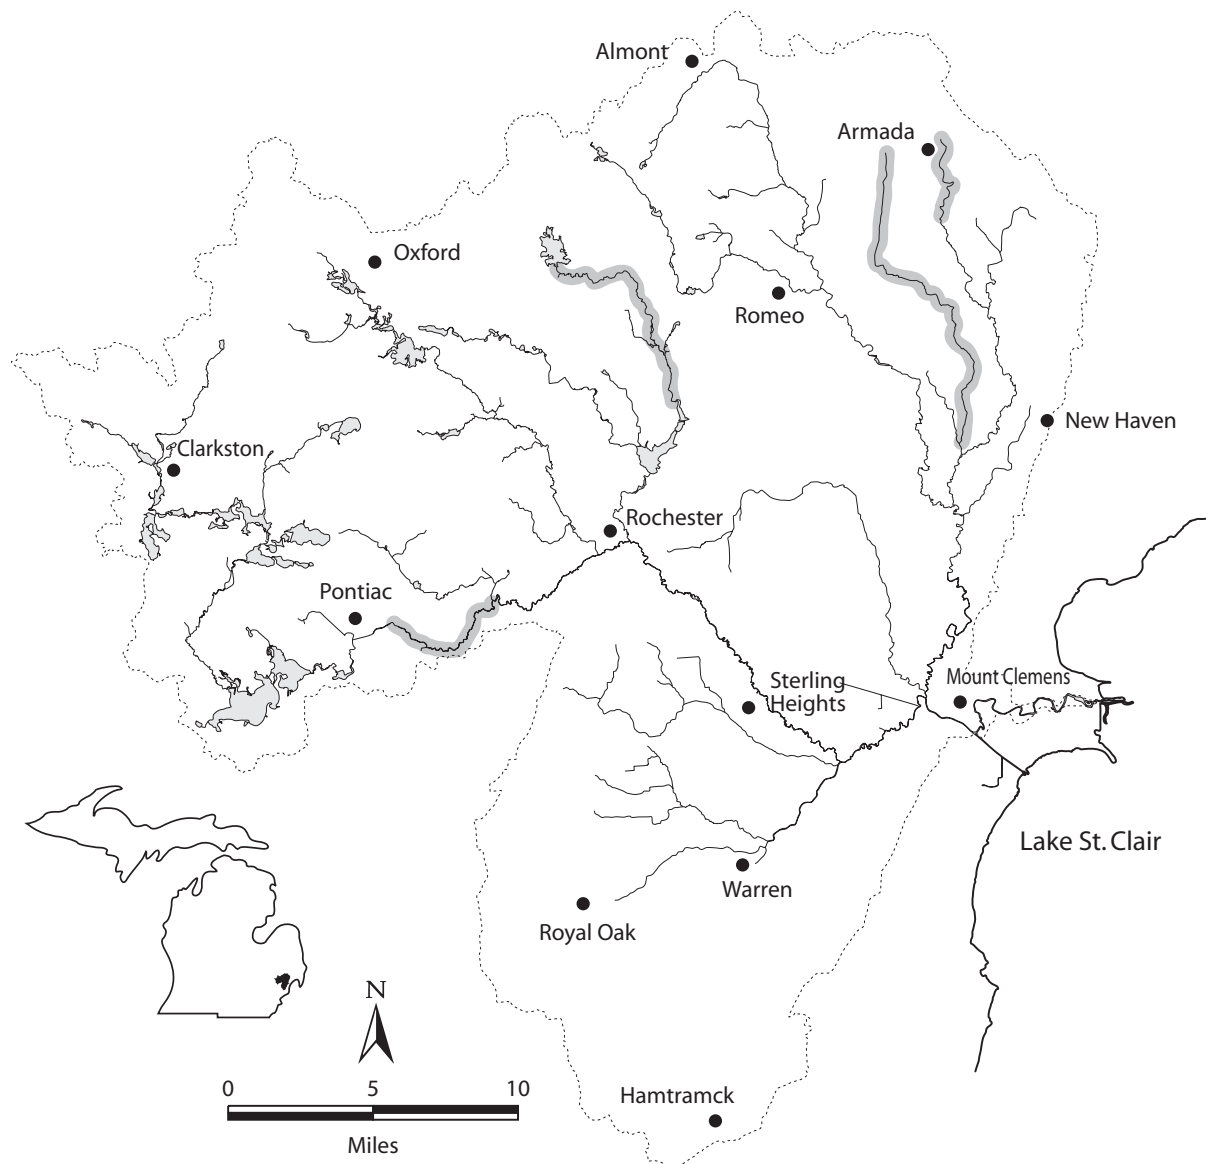 Almont
Armada
Oxford
Romeo
New Haven
Clarkston
Rochester
Pontiac
Mount Clemens
Sterling
Heights
Lake St. Clair
Warren
Royal Oak
N
0 5 10
Hamtramck
Miles